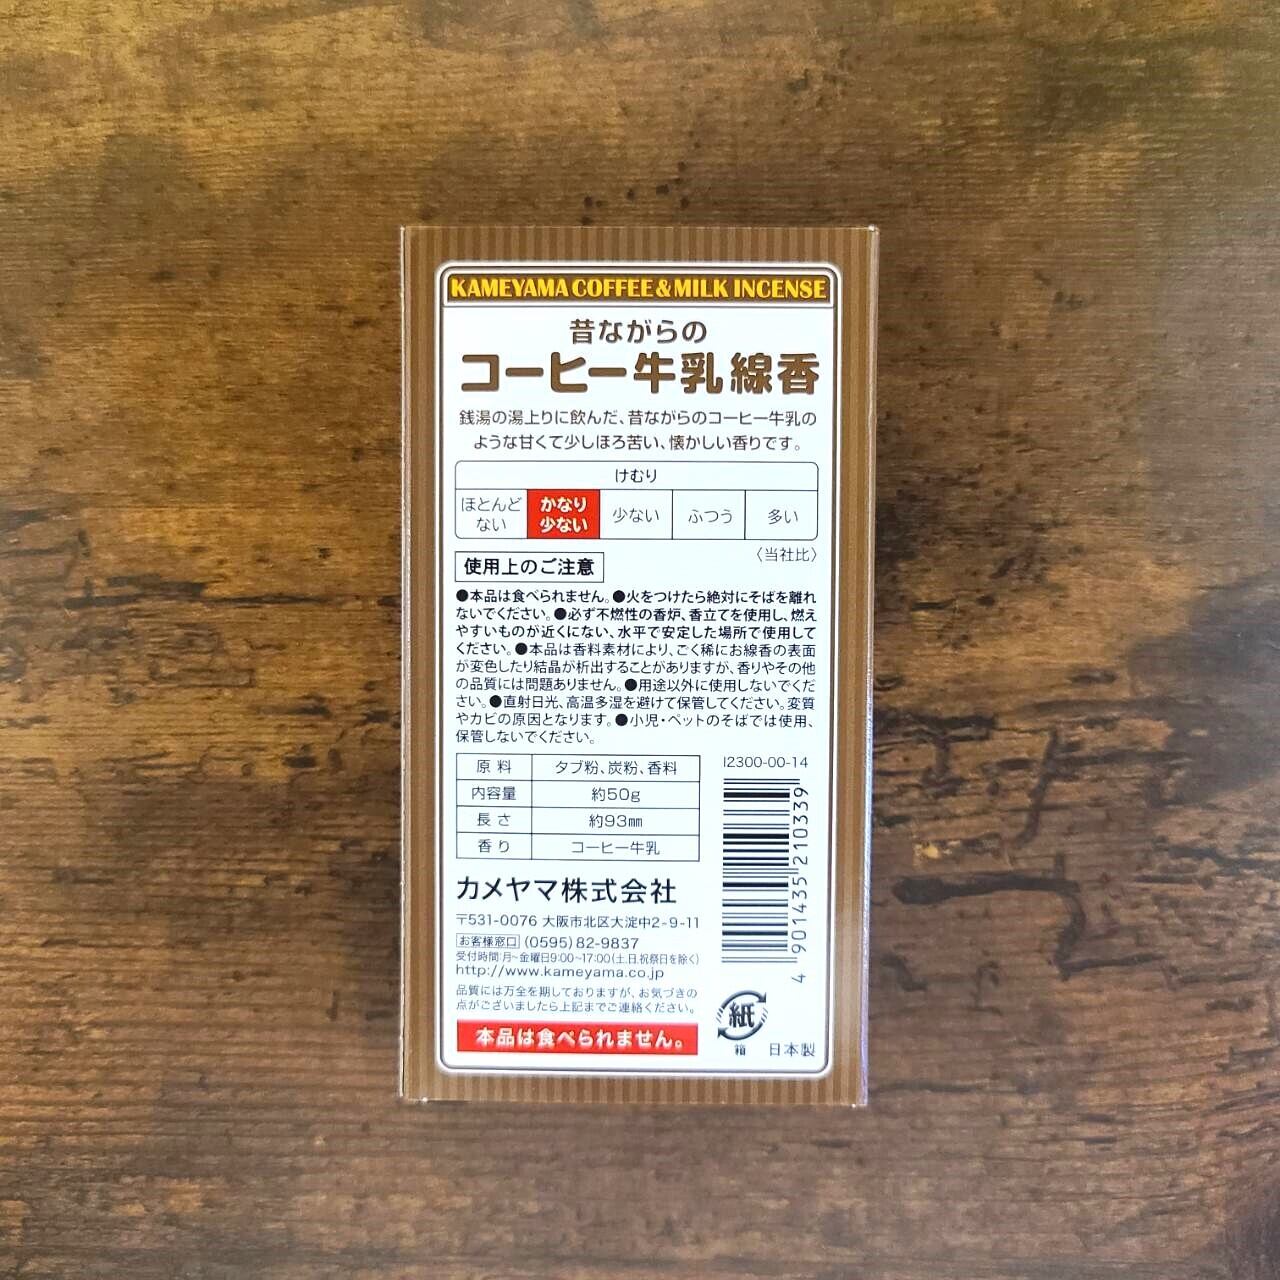 KAMEYAMA COFFEE & MILK INCENSE
昔ながらの
コーヒー牛乳線香
銭湯の湯上りに飲んだ、昔ながらのコーヒー牛乳の
ような甘くて少しほろ苦い、懐かしい香りです。
けむり
ほとんど
ない
かなり
少ない
少ない
ふつう
多い
〈当社比〉
使用上のご注意
●本品は食べられません。●火をつけたら絶対にそばを離れ
ないでください。●必ず不燃性の香炉、香立てを使用し、燃え
やすいものが近くにない、水平で安定した場所で使用して
ください。●本品は香料素材により、ごく稀にお線香の表面
が変色したり結晶が析出することがありますが、香りやその他
の品質には問題ありません。●用途以外に使用しないでくだ
さい。●直射日光、高温多湿を避けて保管してください。変質
やカビの原因となります。●小児・ペットのそばでは使用、
保管しないでください。
原料 タブ粉、炭粉、香料
内容量 約50g
長さ 約93㎜
香り コーヒー牛乳
I2300-00-14
4 901435 210339
カメヤマ株式会社
〒531-0076 大阪市北区大淀中2-9-11
お客様窓口 (0595)82-9837
受付時間:月~金曜日9:00~17:00(土、日、祝祭日を除く)
http://www.kameyama.co.jp
品質には万全を期しておりますが、お気づきの
点がございましたら上記までご連絡ください。
本品は食べられません。
紙
箱
日本製